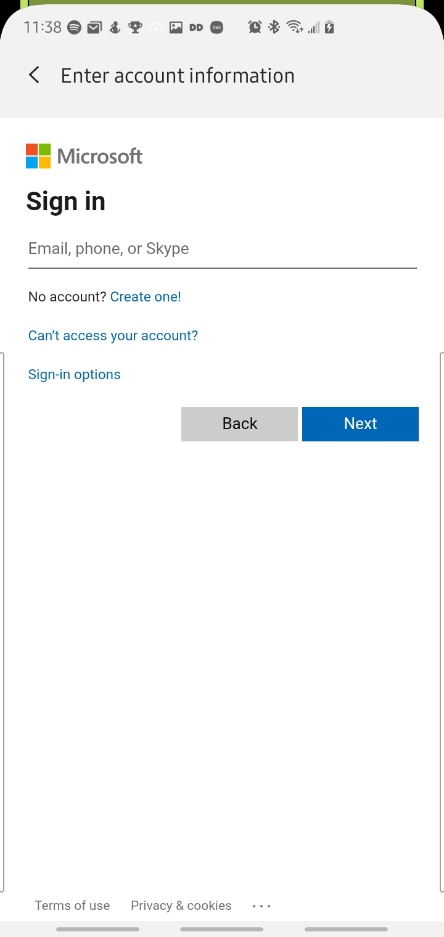 11:38
Enter account information
Microsoft
Sign in
Email, phone, or Skype
No account? Create one!
Can't access your account?
Sign-in options
Back Next
Terms of use Privacy & cookies ...